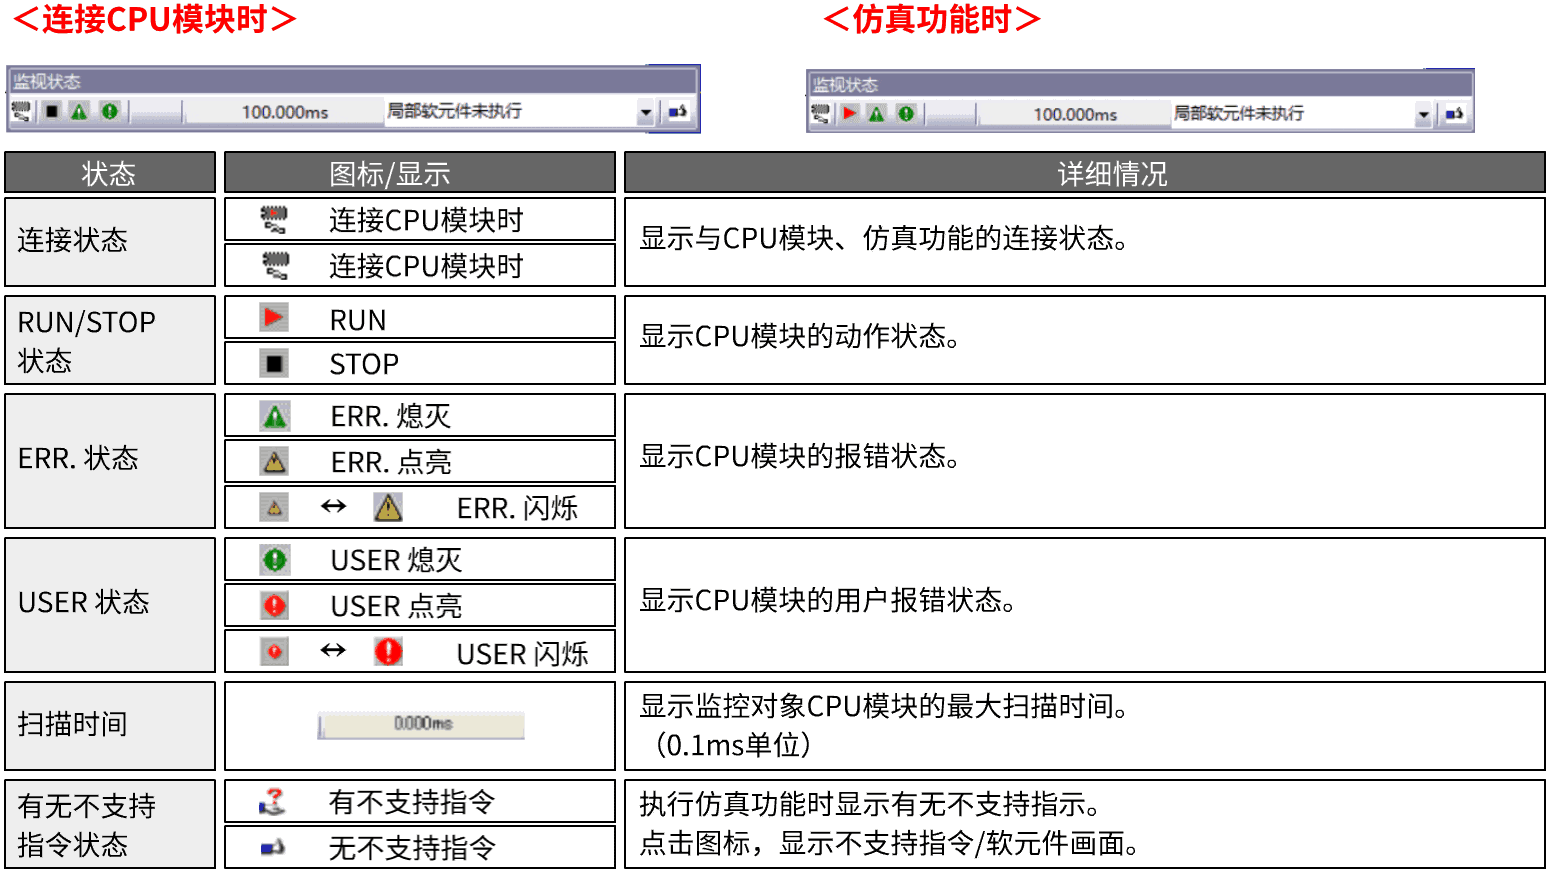 ＜连接CPU模块时＞
＜仿真功能时＞
监视状态
100.000ms 局部软元件未执行
监视状态
100.000ms 局部软元件未执行
状态 图标/显示 详细情况
连接状态
连接CPU模块时
连接CPU模块时
显示与CPU模块、仿真功能的连接状态。
RUN/STOP
状态
RUN
STOP
显示CPU模块的动作状态。
ERR. 状态
ERR. 熄灭
ERR. 点亮
ERR. 闪烁
显示CPU模块的报错状态。
USER 状态
USER 熄灭
USER 点亮
USER 闪烁
显示CPU模块的用户报错状态。
扫描时间
0.000ms
显示监控对象CPU模块的最大扫描时间。
（0.1ms单位）
有无不支持
指令状态
有不支持指令
无不支持指令
执行仿真功能时显示有无不支持指示。
点击图标，显示不支持指令/软元件画面。